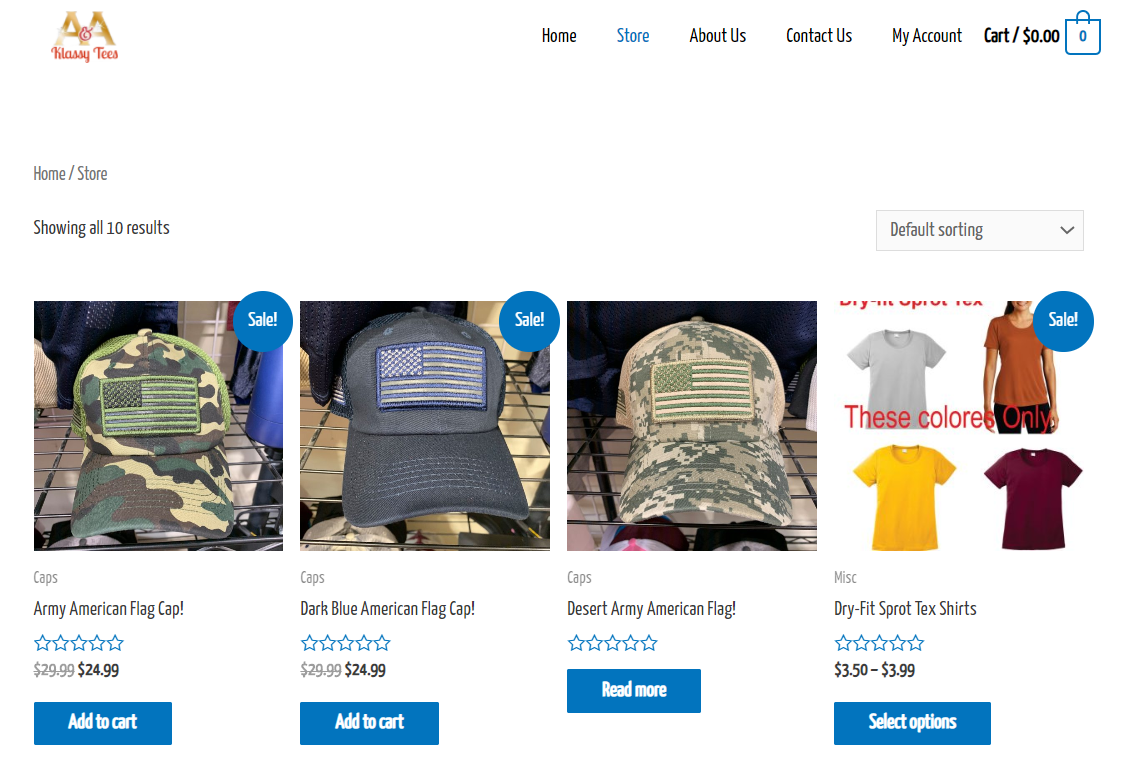 A&A
Klassy Tees
Home
Store
About Us
Contact Us
My Account
Cart / $0.00
0
Home / Store
Showing all 10 results
Default sorting
Sale!
Sale!
Sale!
Dry-fit Sprot Tex
These colores Only
Caps
Army American Flag Cap!
$29.99 $24.99
Add to cart
Caps
Dark Blue American Flag Cap!
$29.99 $24.99
Add to cart
Caps
Desert Army American Flag!
Read more
Misc
Dry-Fit Sprot Tex Shirts
$3.50 – $3.99
Select options